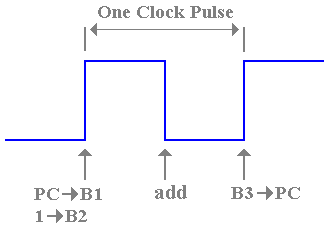 One Clock Pulse
PC→B1
1→B2
add
B3→PC